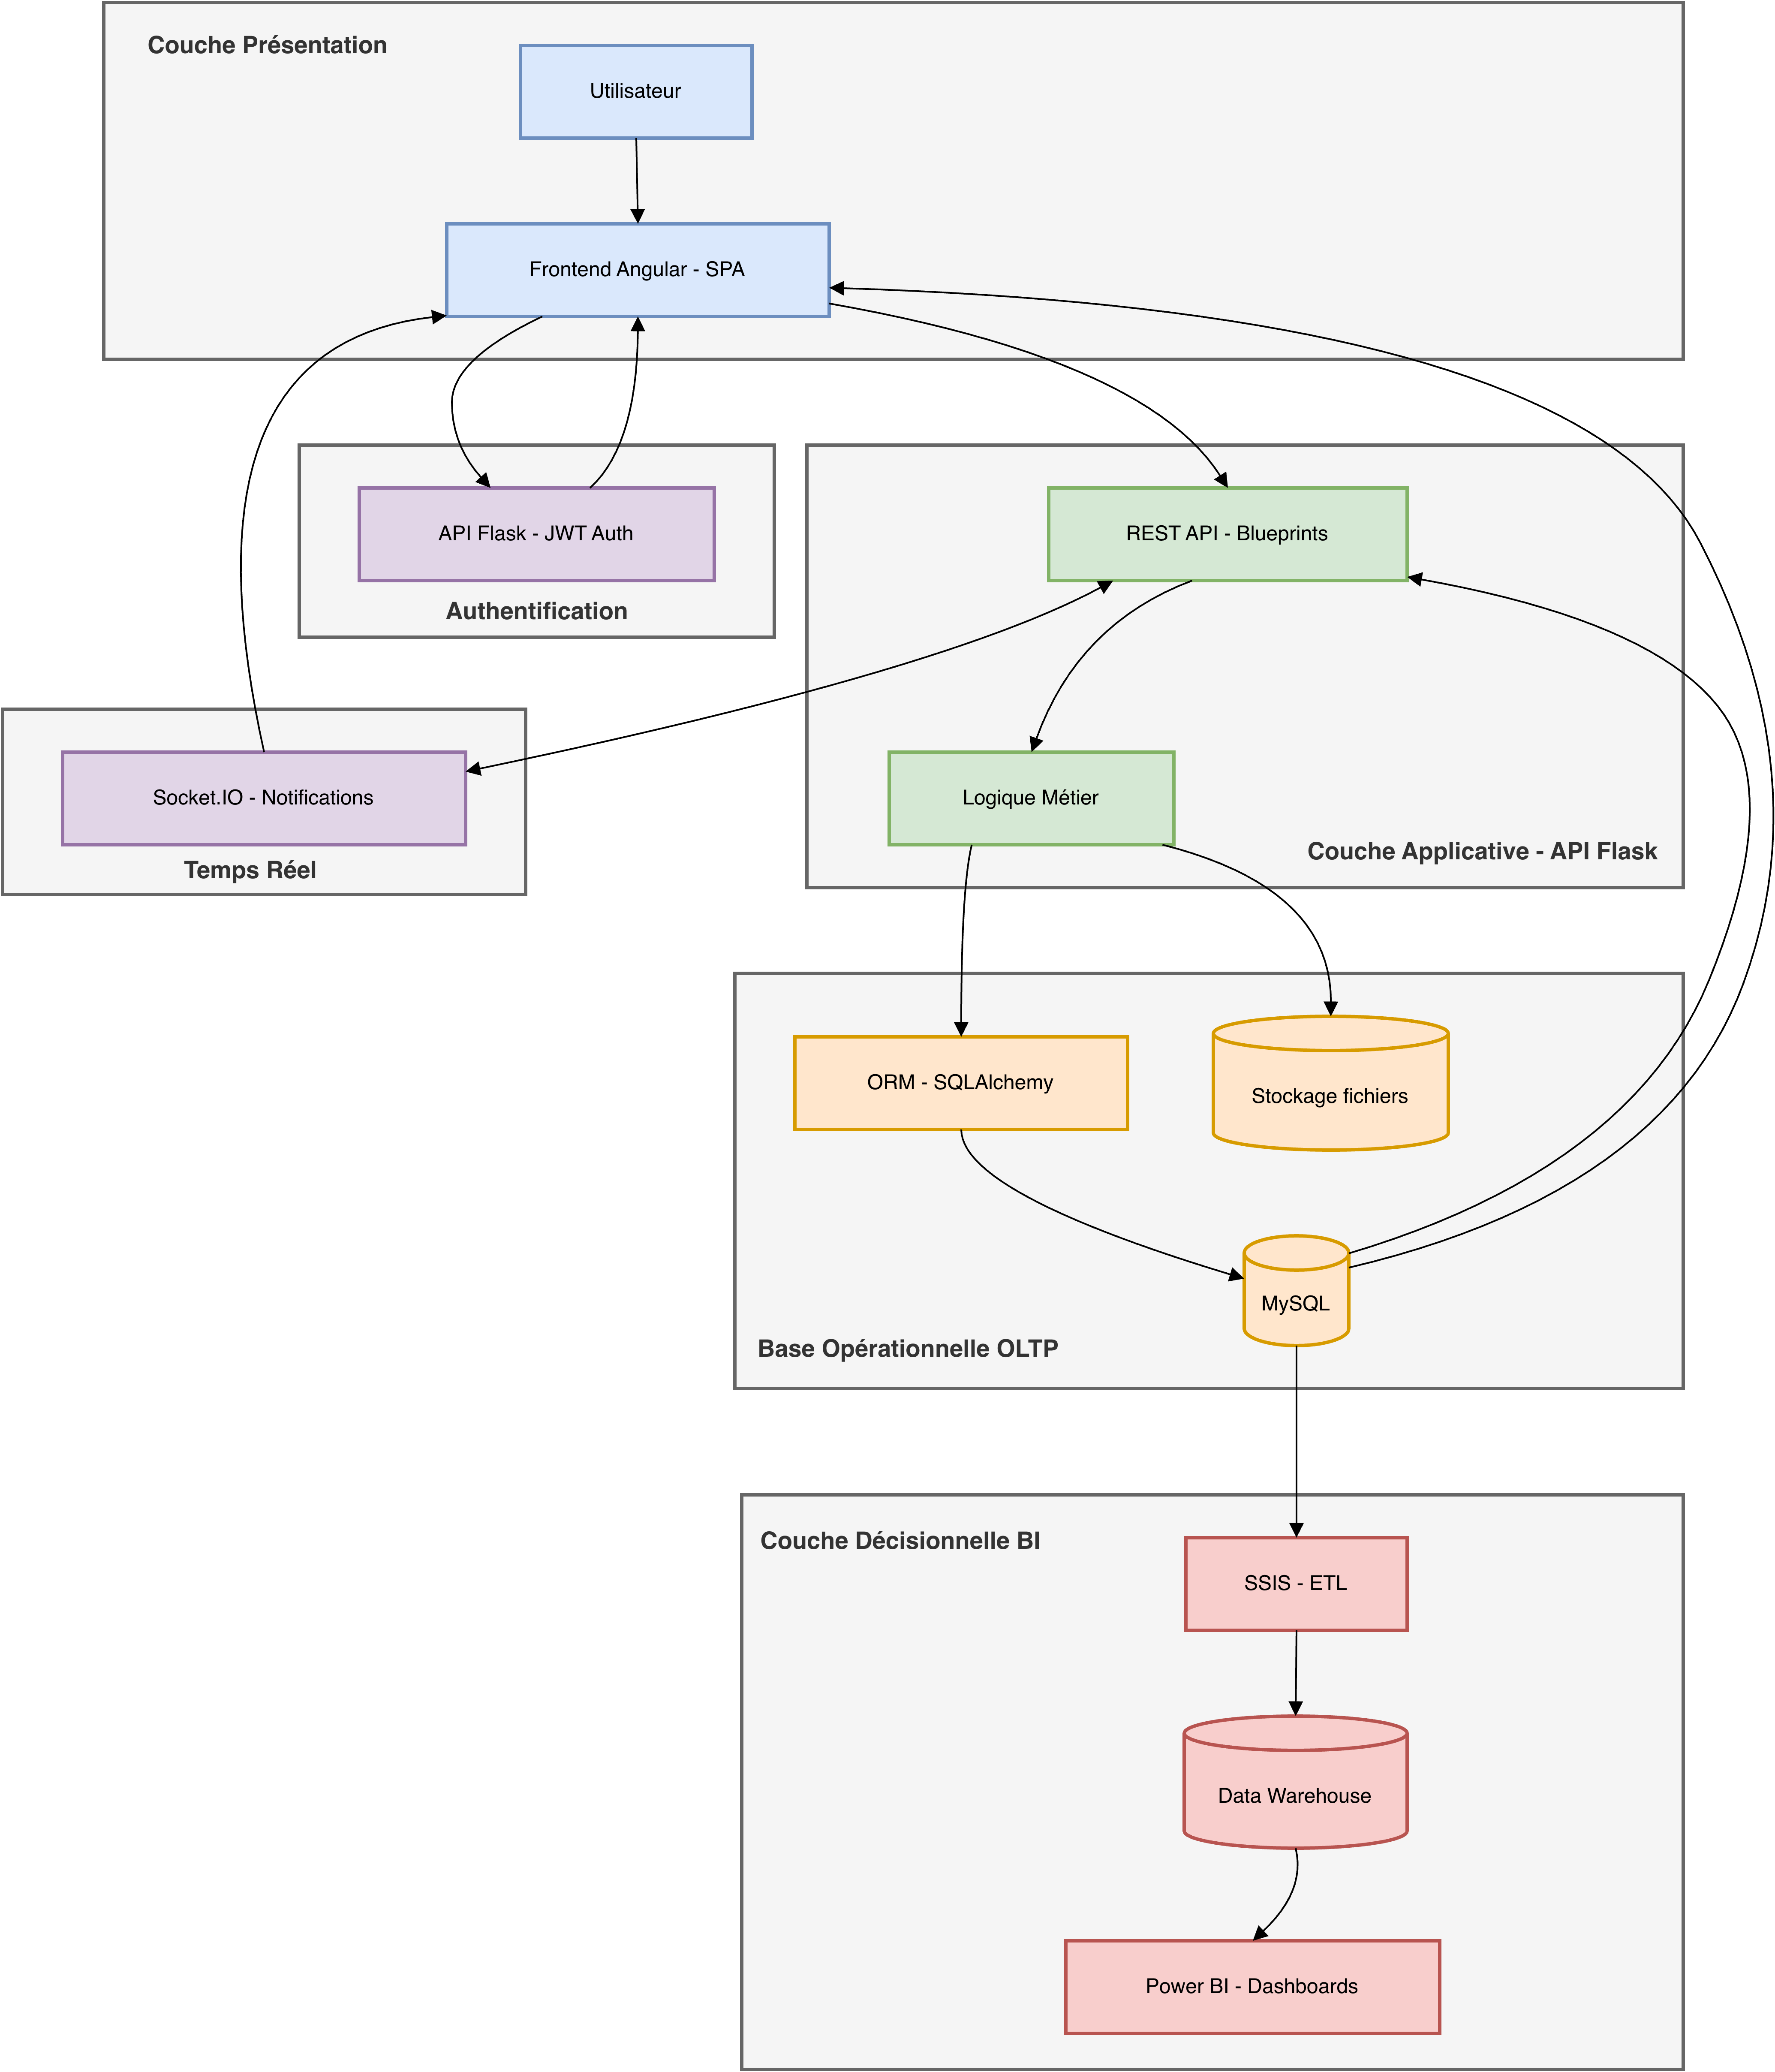 Couche Présentation
Utilisateur
Frontend Angular - SPA
API Flask - JWT Auth
Authentification
REST API - Blueprints
Socket.IO - Notifications
Temps Réel
Logique Métier
Couche Applicative - API Flask
ORM - SQLAlchemy
Stockage fichiers
MySQL
Base Opérationnelle OLTP
Couche Décisionnelle BI
SSIS - ETL
Data Warehouse
Power BI - Dashboards